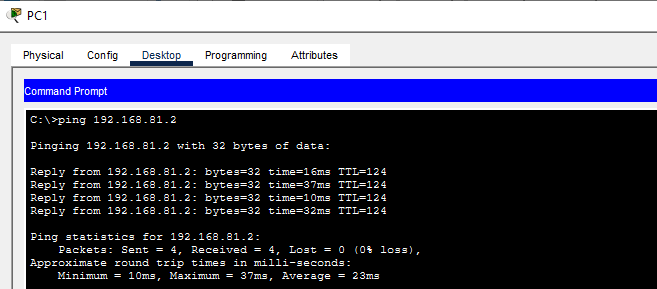 PC1
Physical Config Desktop Programming Attributes
Command Prompt
C:\>ping 192.168.81.2
Pinging 192.168.81.2 with 32 bytes of data:
Reply from 192.168.81.2: bytes=32 time=16ms TTL=124
Reply from 192.168.81.2: bytes=32 time=37ms TTL=124
Reply from 192.168.81.2: bytes=32 time=10ms TTL=124
Reply from 192.168.81.2: bytes=32 time=32ms TTL=124
Ping statistics for 192.168.81.2:
Packets: Sent = 4, Received = 4, Lost = 0 (0% loss),
Approximate round trip times in milli-seconds:
Minimum = 10ms, Maximum = 37ms, Average = 23ms